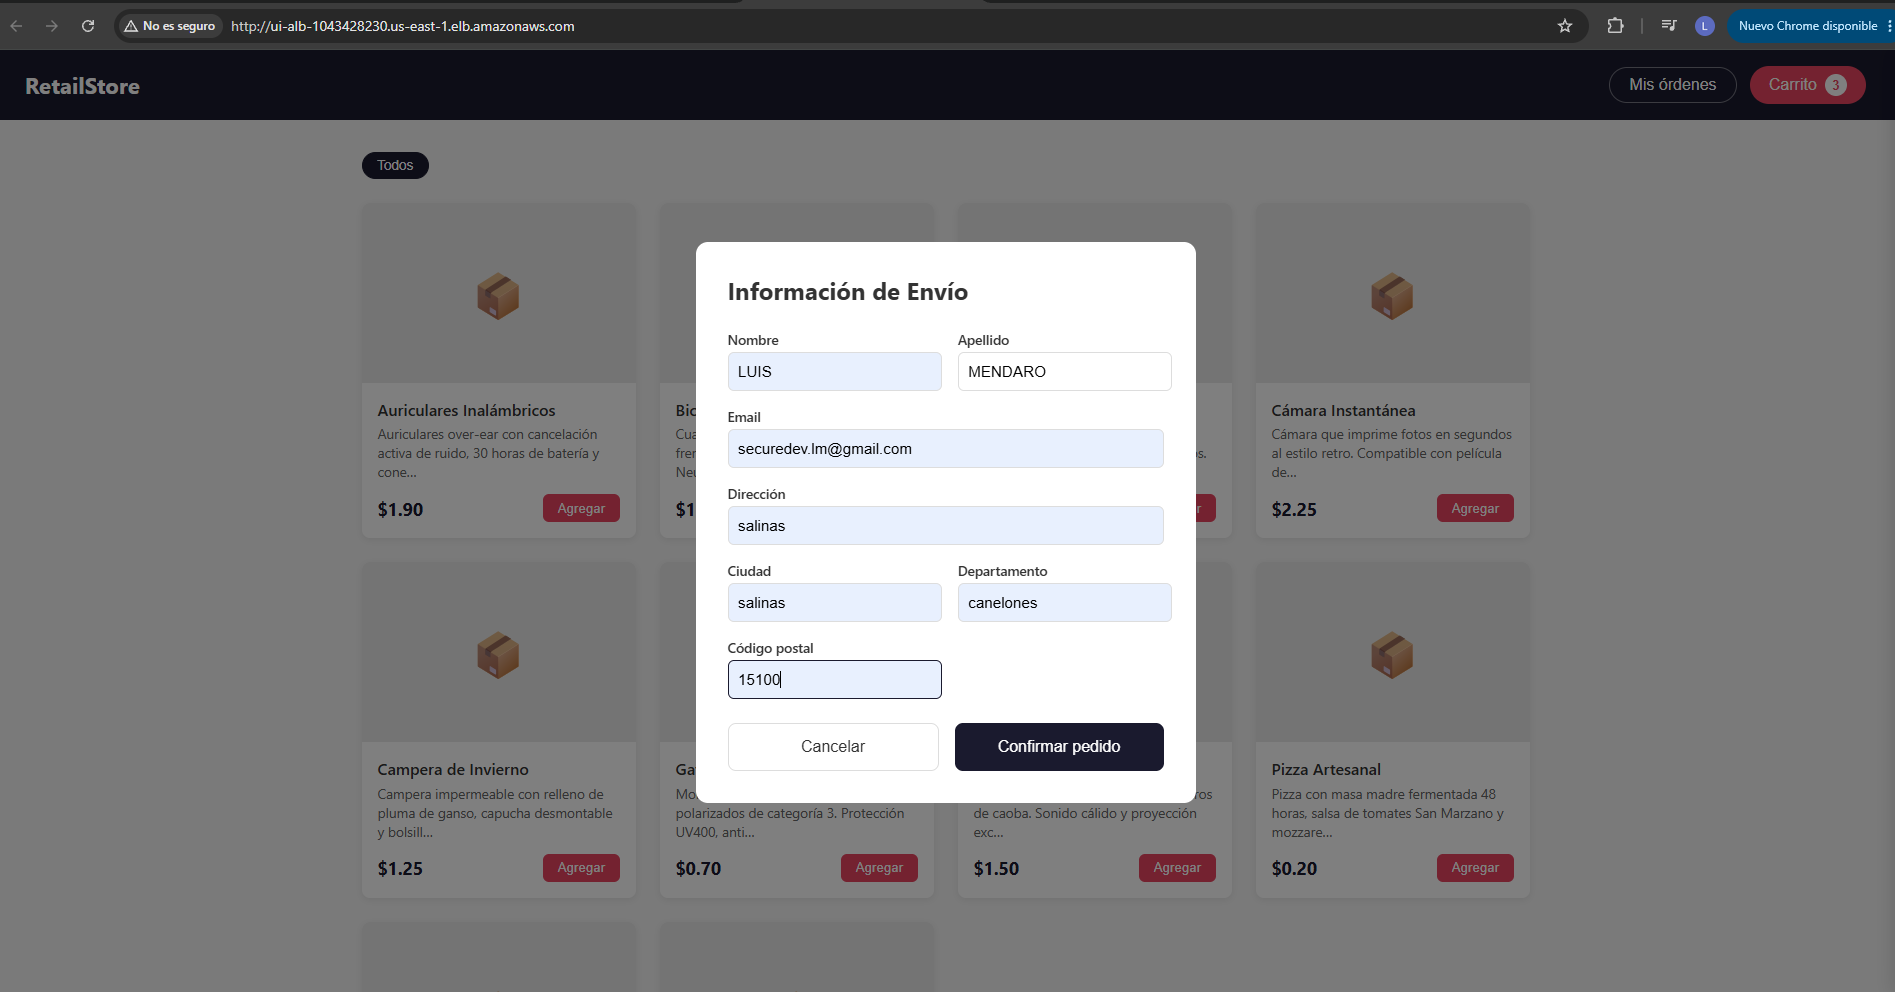 No es seguro
http://ui-alb-1043428230.us-east-1.elb.amazonaws.com
L
Nuevo Chrome disponible
RetailStore
Mis órdenes
Carrito 3
Todos
Información de Envío
Nombre
Apellido
LUIS
MENDARO
Email
securedev.lm@gmail.com
Dirección
salinas
Ciudad
Departamento
salinas
canelones
Código postal
15100
Cancelar
Confirmar pedido
Auriculares Inalámbricos
Auriculares over-ear con cancelación
activa de ruido, 30 horas de batería y
cone...
$1.90
Agregar
Cámara Instantánea
Cámara que imprime fotos en segundos
al estilo retro. Compatible con película
de...
$2.25
Agregar
Campera de Invierno
Campera impermeable con relleno de
pluma de ganso, capucha desmontable
y bolsill...
$1.25
Agregar
polarizados de categoría 3. Protección
UV400, anti...
$0.70
Agregar
de caoba. Sonido cálido y proyección
exc...
$1.50
Agregar
Pizza Artesanal
Pizza con masa madre fermentada 48
horas, salsa de tomates San Marzano y
mozzare...
$0.20
Agregar